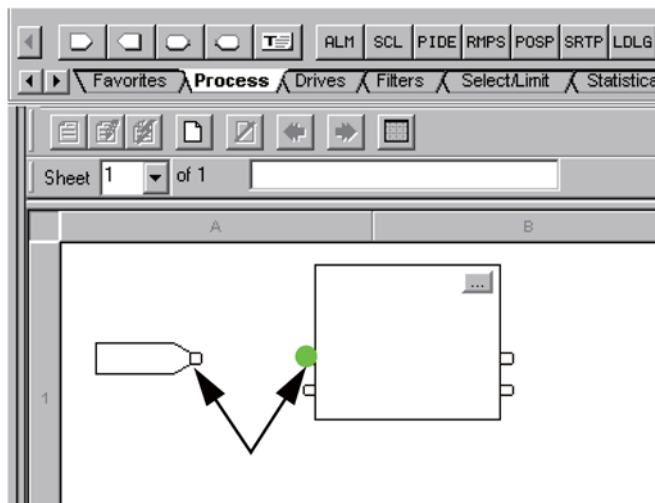 T ALM SCL PIDE RMPS POSP SRTP LDLG
Favorites Process Drives Filters Select/Limit Statistica
Sheet 1 of 1
A B
...
1